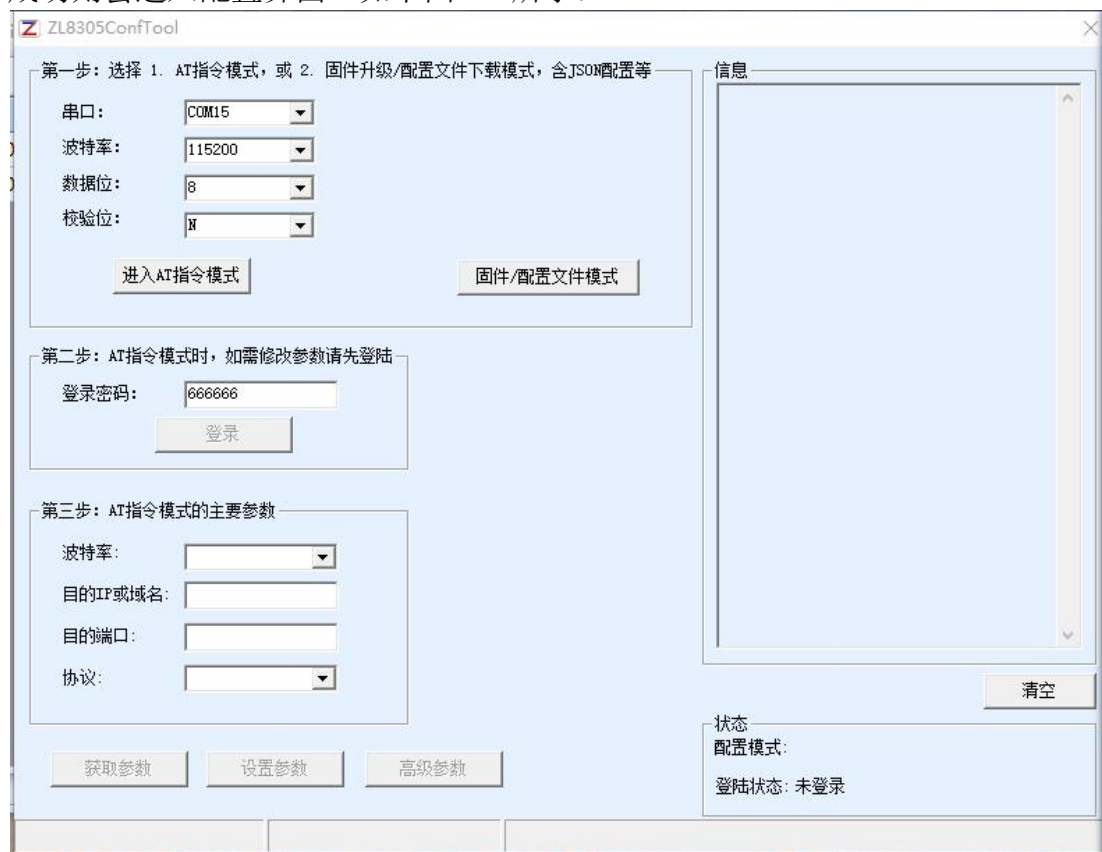 ZL8305ConfTool
第一步：选择 1. AT指令模式，或 2. 固件升级/配置文件下载模式，含JSON配置等
串口：
COM15
波特率：
115200
数据位：
8
校验位：
N
进入AT指令模式
固件/配置文件模式
第二步：AT指令模式时，如需修改参数请先登陆
登录密码：
666666
登录
第三步：AT指令模式的主要参数
波特率:
目的IP或域名:
目的端口:
协议:
获取参数
设置参数
高级参数
信息
清空
状态
配置模式:
登陆状态: 未登录